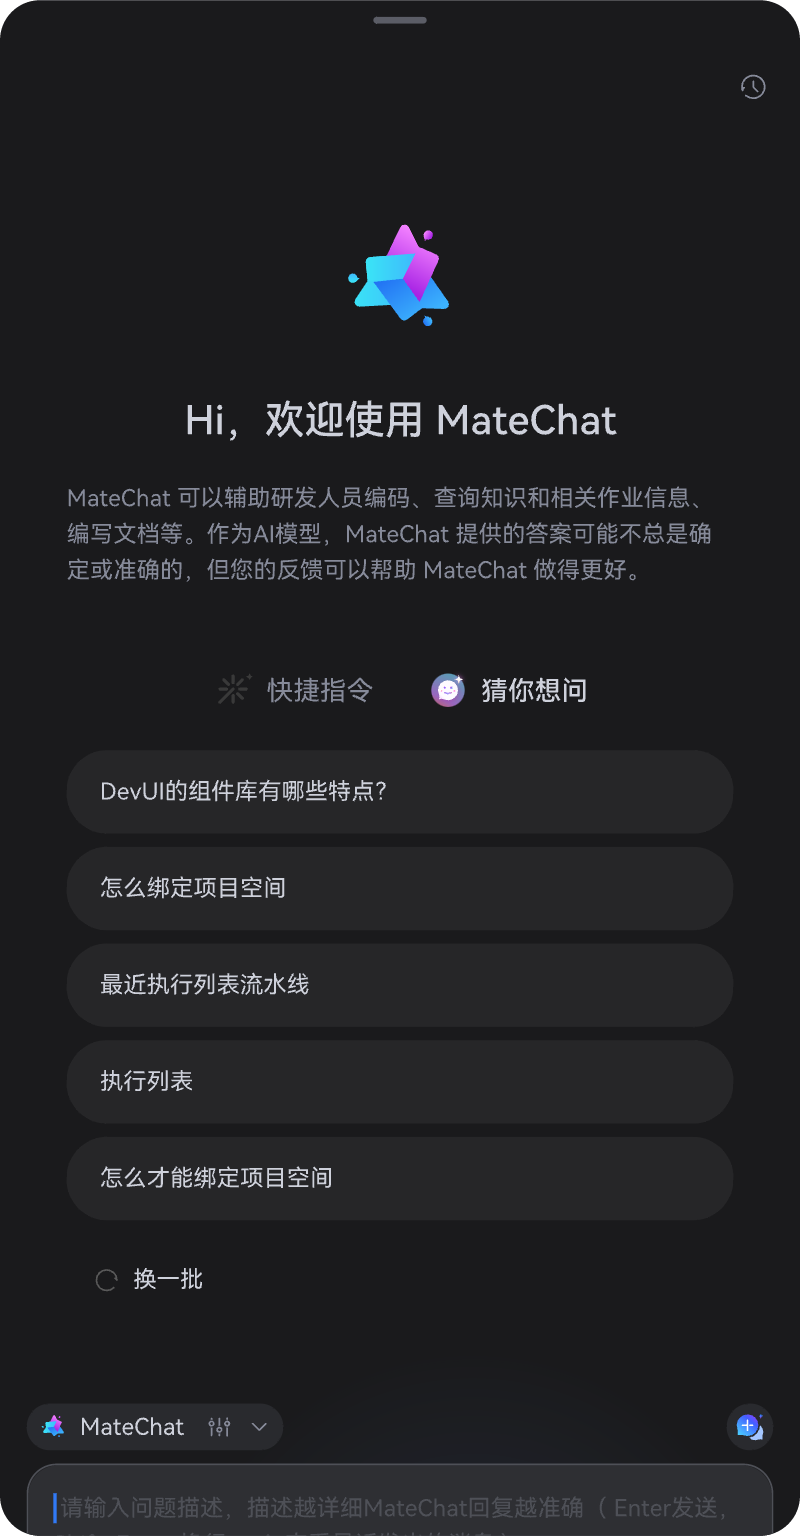 Hi，欢迎使用 MateChat
MateChat 可以辅助研发人员编码、查询知识和相关作业信息、
编写文档等。作为AI模型，MateChat 提供的答案可能不总是确
定或准确的，但您的反馈可以帮助 MateChat 做得更好。
快捷指令 猜你想问
DevUI的组件库有哪些特点？
怎么绑定项目空间
最近执行列表流水线
执行列表
怎么才能绑定项目空间
换一批
MateChat
请输入问题描述，描述越详细MateChat回复越准确（ Enter发送，